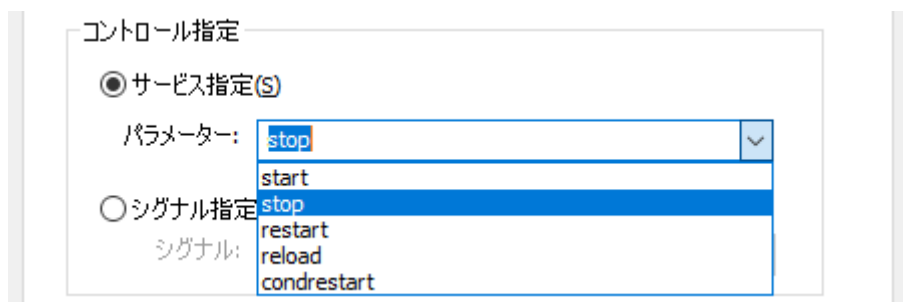 コントロール指定
サービス指定(S)
パラメーター: stop
start
stop
シグナル指定
restart
シグナル: reload
condrestart